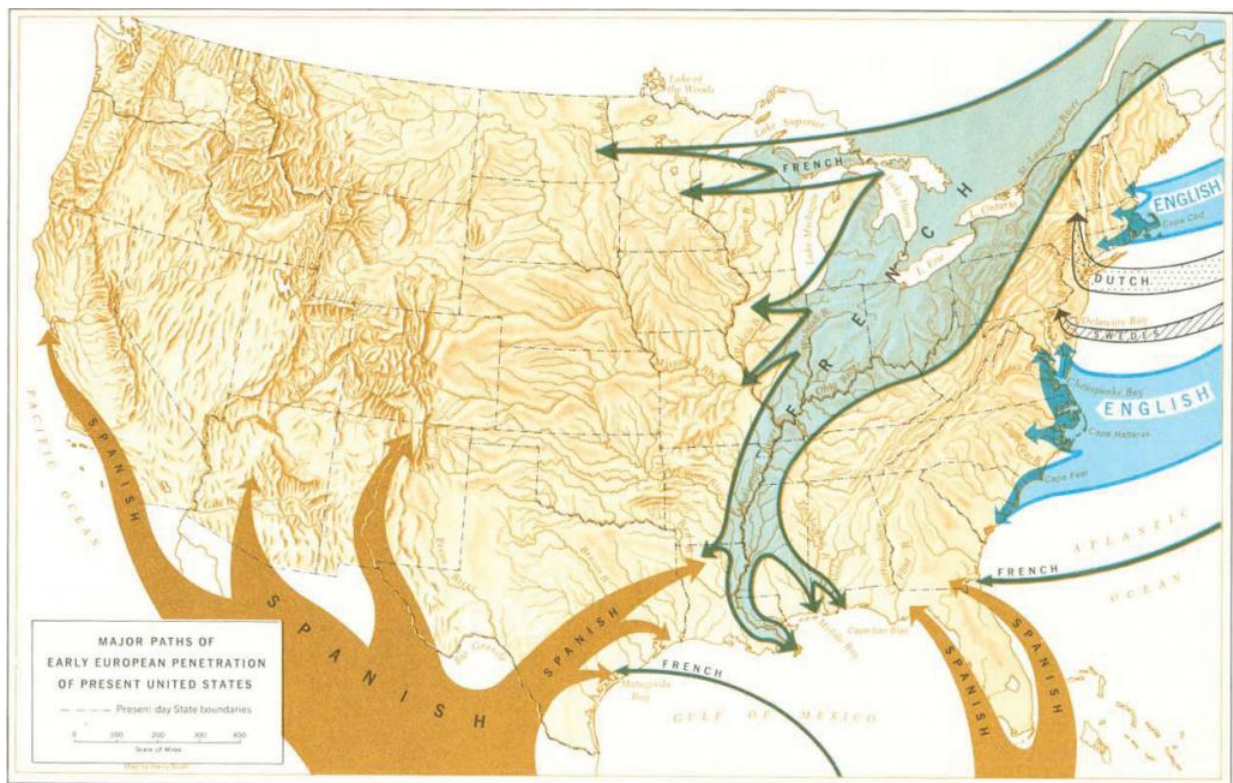 Lake of
the Woods
Lake Superior
St. Lawrence River
FRENCH
Lake Huron
L. Ontario
ENGLISH
Cape Cod
Lake Michigan
L. Erie
DUTCH
FRENCH
Delaware Bay
SWEDES
Ohio River
Chesapeake Bay
ENGLISH
Cape Hatteras
Cape Fear
PACIFIC OCEAN
SPANISH
Pecos River
Brazos R.
ATLANTIC
OCEAN
FRENCH
SPANISH
SPANISH
Rio Grande
Matagorda
Bay
FRENCH
Mobile Bay
Cape San Blas
GULF OF MEXICO
SPANISH
SPANISH
MAJOR PATHS OF
EARLY EUROPEAN PENETRATION
OF PRESENT UNITED STATES
Present-day State boundaries
0 100 200 300 400
Scale of Miles